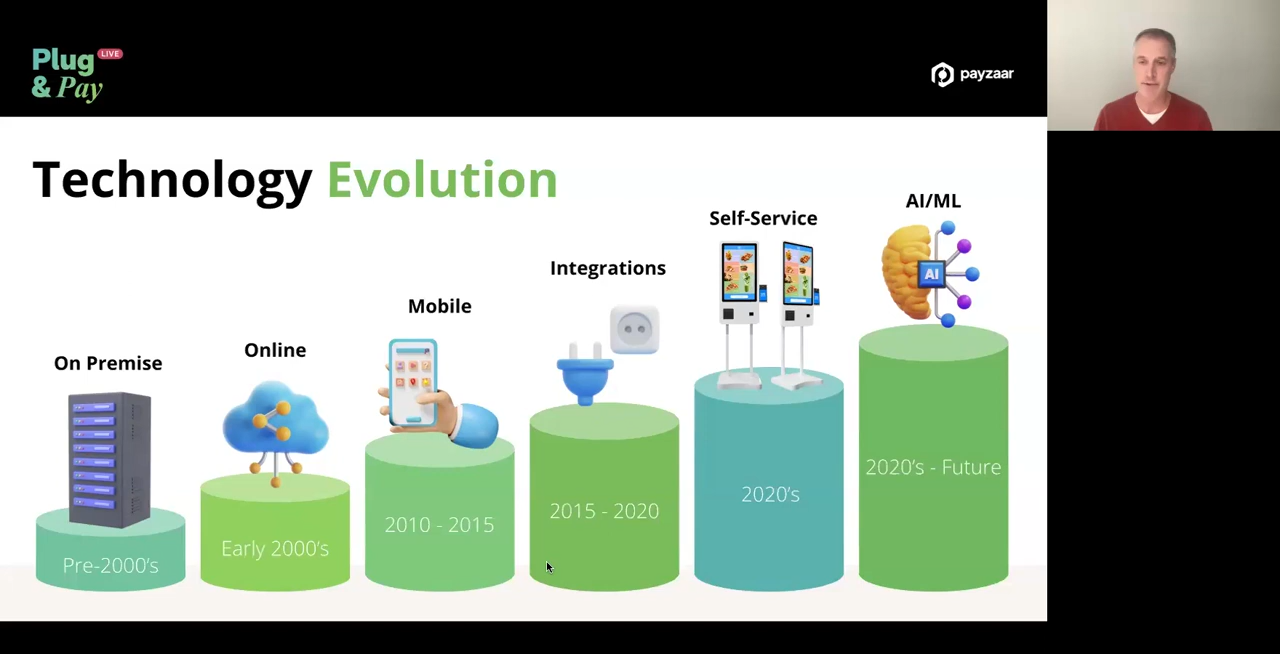 Plug LIVE
& Pay
payzaar
Technology Evolution
On Premise
Online
Mobile
Integrations
Self-Service
AI/ML
AI
Pre-2000's
Early 2000's
2010 - 2015
2015 - 2020
2020's
2020's - Future